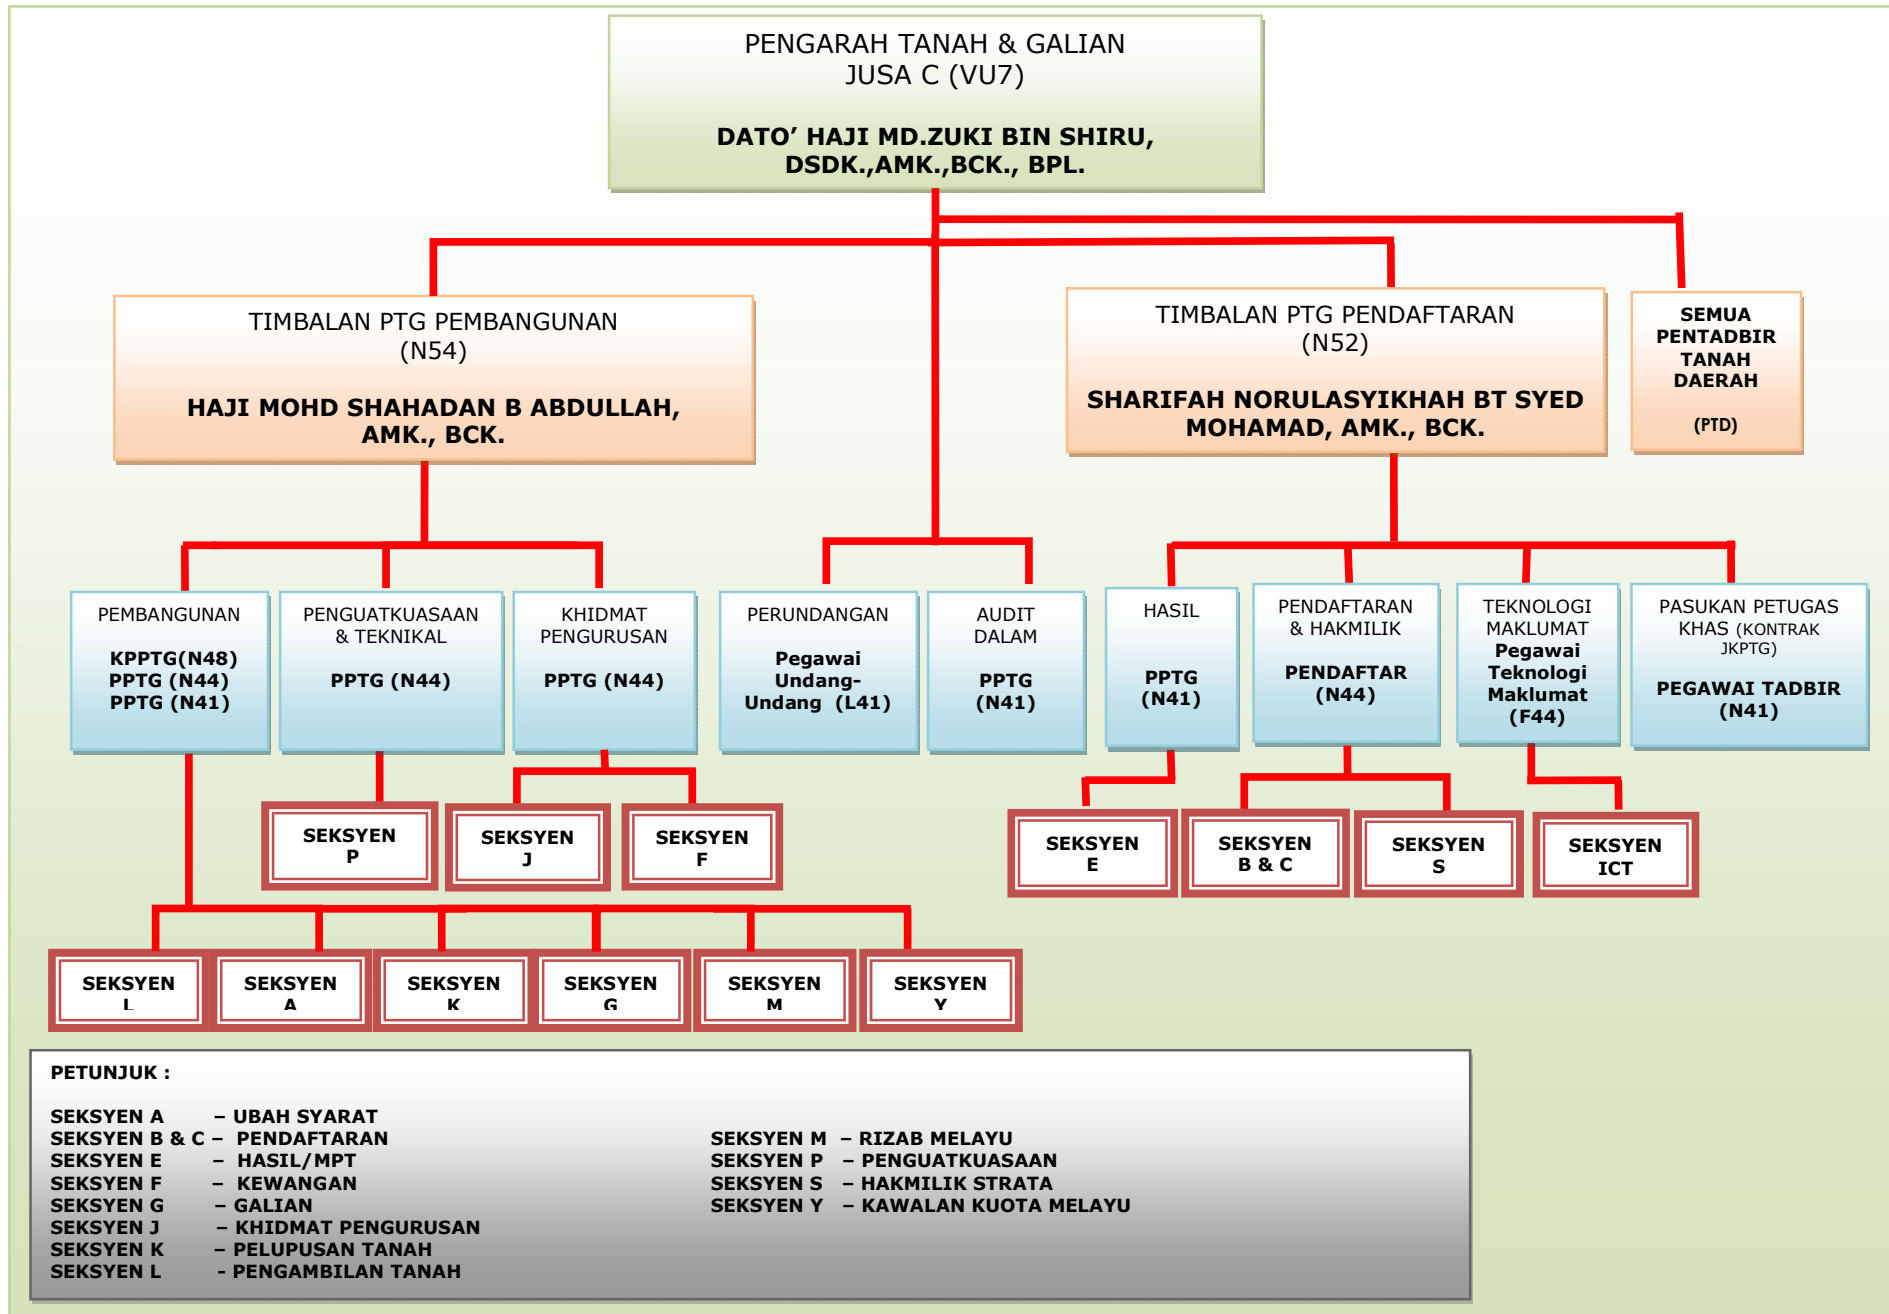 PENGARAH TANAH & GALIAN
JUSA C (VU7)
DATO’ HAJI MD.ZUKI BIN SHIRU,
DSDK.,AMK.,BCK., BPL.
TIMBALAN PTG PEMBANGUNAN
(N54)
HAJI MOHD SHAHADAN B ABDULLAH,
AMK., BCK.
TIMBALAN PTG PENDAFTARAN
(N52)
SHARIFAH NORULASYIKHAH BT SYED
MOHAMAD, AMK., BCK.
SEMUA
PENTADBIR
TANAH
DAERAH
(PTD)
PEMBANGUNAN
KPPTG(N48)
PPTG (N44)
PPTG (N41)
PENGUATKUASAAN
& TEKNIKAL
PPTG (N44)
KHIDMAT
PENGURUSAN
PPTG (N44)
PERUNDANGAN
Pegawai
Undang-
Undang (L41)
AUDIT
DALAM
PPTG
(N41)
HASIL
PPTG
(N41)
PENDAFTARAN
& HAKMILIK
PENDAFTAR
(N44)
TEKNOLOGI
MAKLUMAT
Pegawai
Teknologi
Maklumat
(F44)
PASUKAN PETUGAS
KHAS (KONTRAK
JKPTG)
PEGAWAI TADBIR
(N41)
SEKSYEN
P
SEKSYEN
J
SEKSYEN
F
SEKSYEN
E
SEKSYEN
B & C
SEKSYEN
S
SEKSYEN
ICT
SEKSYEN
L
SEKSYEN
A
SEKSYEN
K
SEKSYEN
G
SEKSYEN
M
SEKSYEN
Y
PETUNJUK :
SEKSYEN A – UBAH SYARAT
SEKSYEN B & C – PENDAFTARAN
SEKSYEN E – HASIL/MPT
SEKSYEN F – KEWANGAN
SEKSYEN G – GALIAN
SEKSYEN J – KHIDMAT PENGURUSAN
SEKSYEN K – PELUPUSAN TANAH
SEKSYEN L - PENGAMBILAN TANAH
SEKSYEN M – RIZAB MELAYU
SEKSYEN P – PENGUATKUASAAN
SEKSYEN S – HAKMILIK STRATA
SEKSYEN Y – KAWALAN KUOTA MELAYU